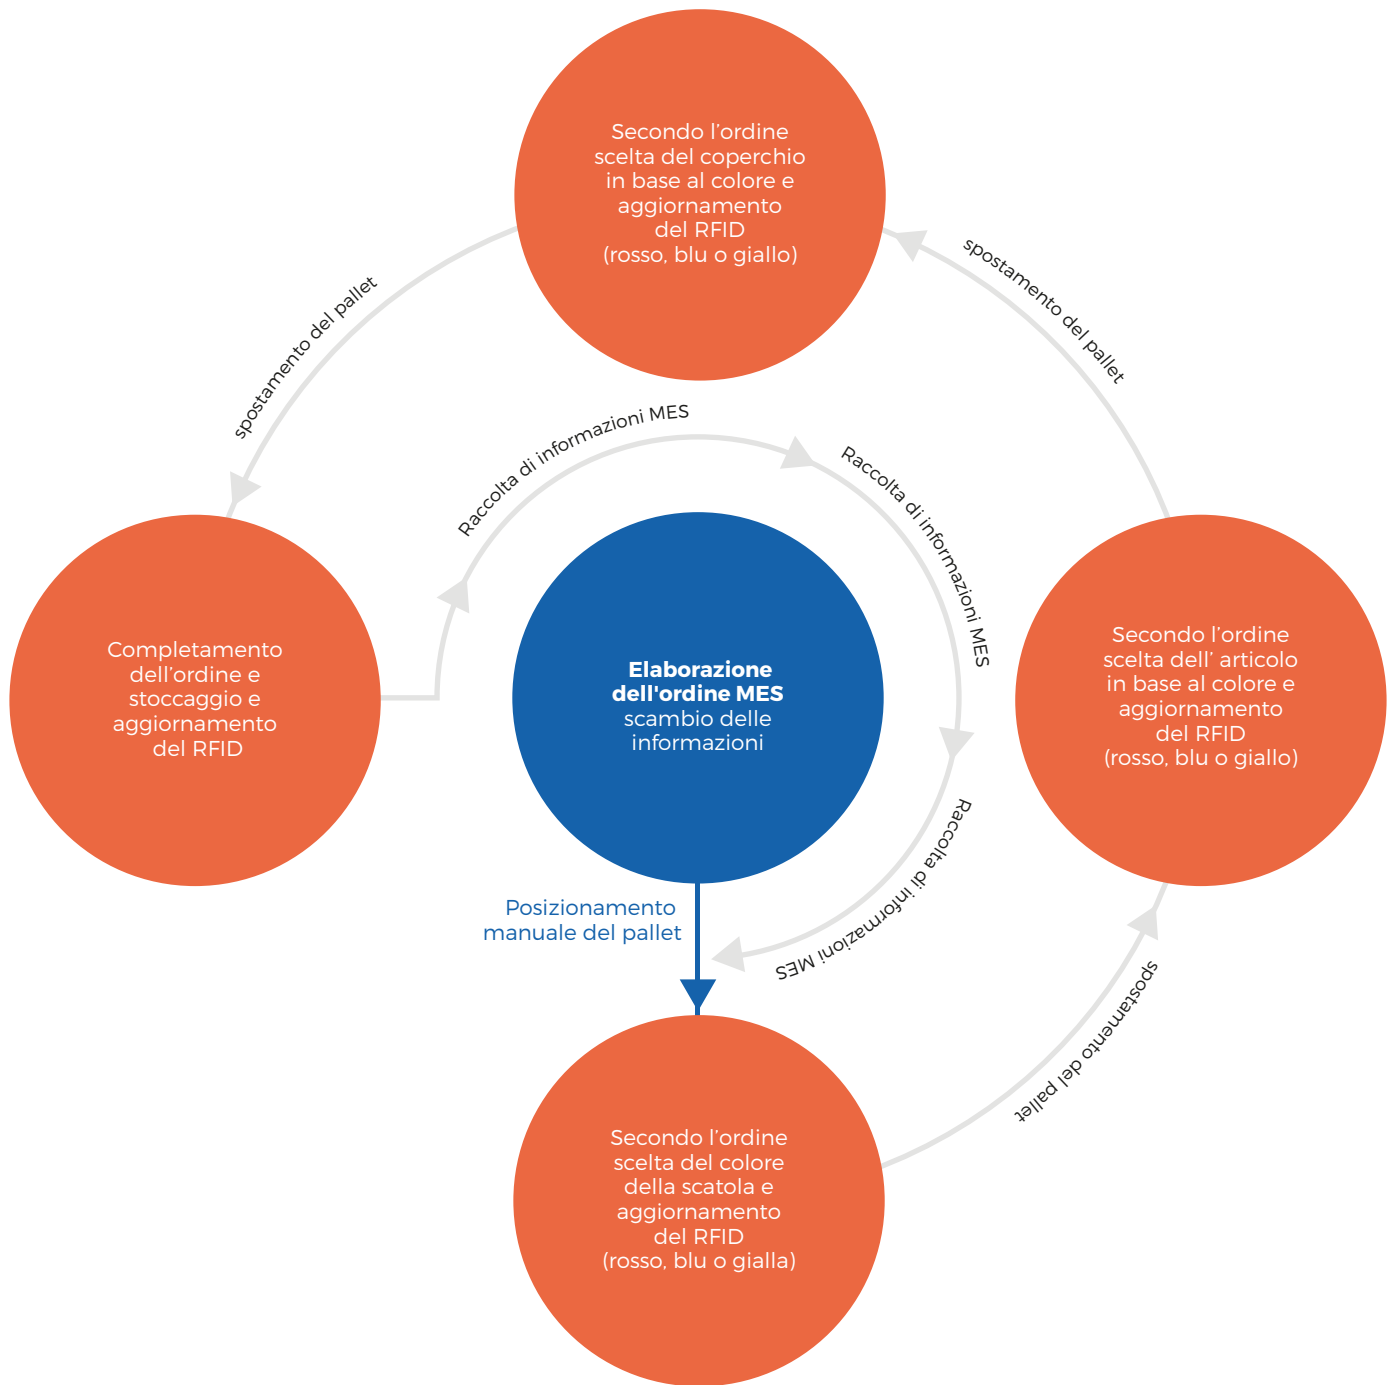 Secondo l’ordine
scelta del coperchio
in base al colore e
aggiornamento
del RFID
(rosso, blu o giallo)
spostamento del pallet
spostamento del pallet
Raccolta di informazioni MES
Raccolta di informazioni MES
Completamento
dell’ordine e
stoccaggio e
aggiornamento
del RFID
Elaborazione
dell'ordine MES
scambio delle
informazioni
Secondo l’ordine
scelta dell’ articolo
in base al colore e
aggiornamento
del RFID
(rosso, blu o giallo)
Raccolta di informazioni MES
Posizionamento
manuale del pallet
spostamento del pallet
Secondo l’ordine
scelta del colore
della scatola e
aggiornamento
del RFID
(rosso, blu o gialla)